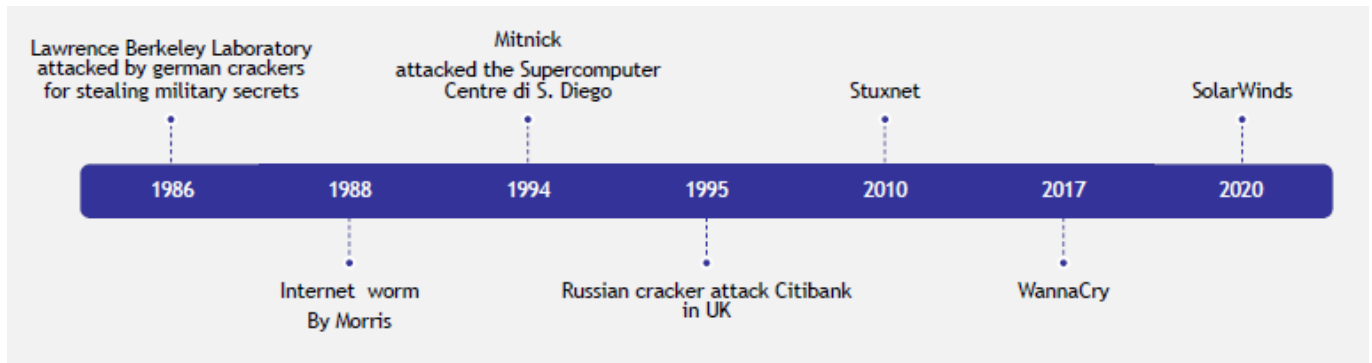 Lawrence Berkeley Laboratory
attacked by german crackers
for stealing military secrets
Mitnick
attacked the Supercomputer
Centre di S. Diego
Stuxnet
SolarWinds
1986
1988
1994
1995
2010
2017
2020
Internet worm
By Morris
Russian cracker attack Citibank
in UK
WannaCry